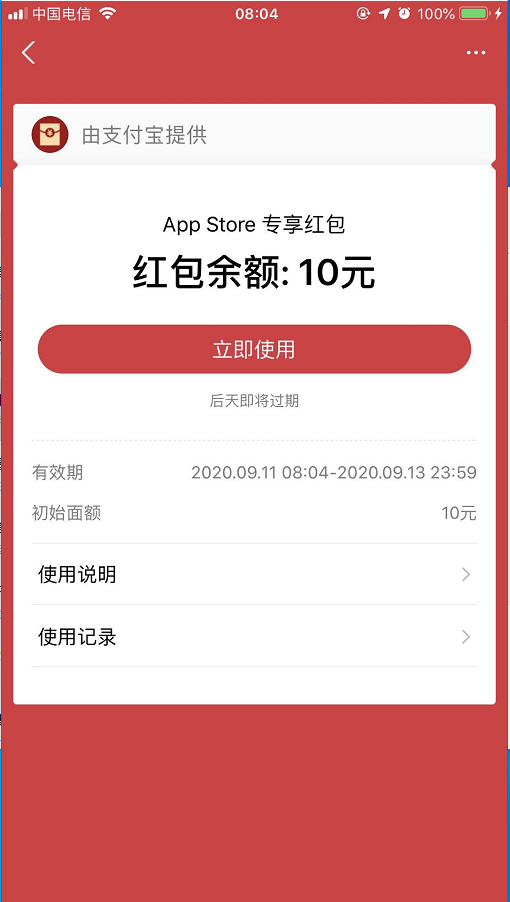 中国电信 08:04 100%
由支付宝提供
App Store 专享红包
红包余额: 10元
立即使用
后天即将过期
有效期 2020.09.11 08:04-2020.09.13 23:59
初始面额 10元
使用说明
使用记录